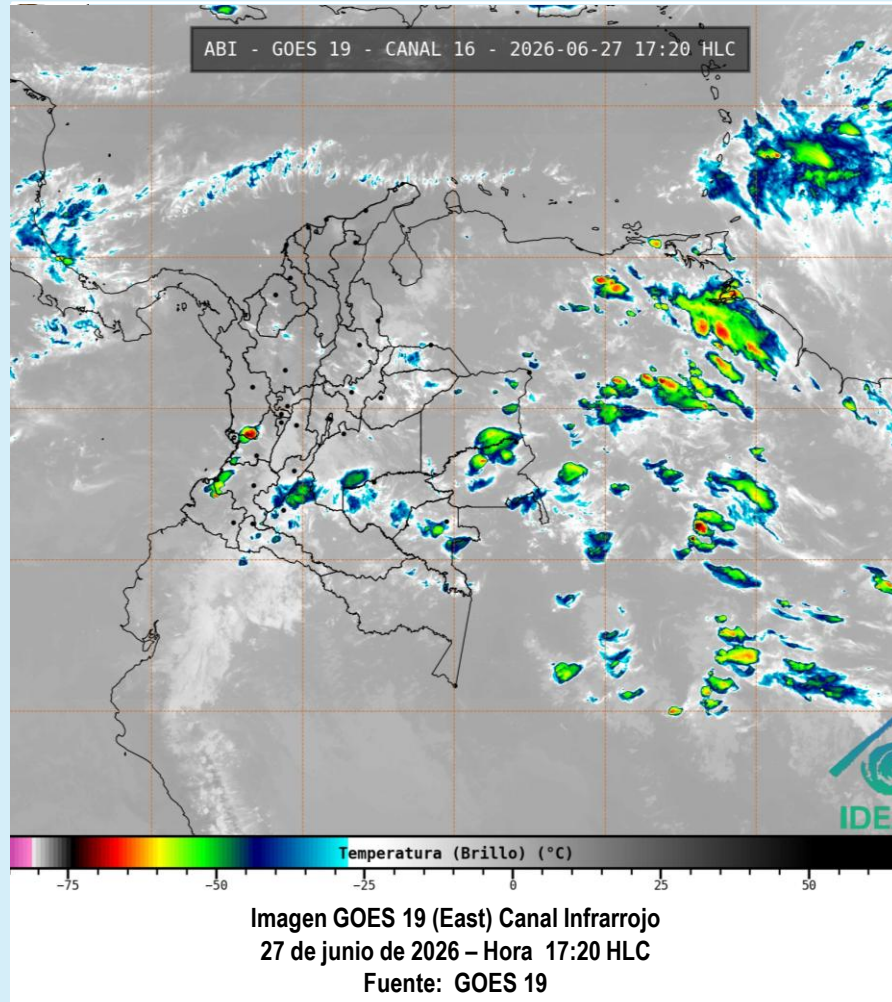 ABI - GOES 19 - CANAL 16 - 2026-06-27 17:20 HLC
IDE
Temperatura (Brillo) (°C)
−75 −50 −25 0 25 50
Imagen GOES 19 (East) Canal Infrarrojo
27 de junio de 2026 – Hora 17:20 HLC
Fuente: GOES 19